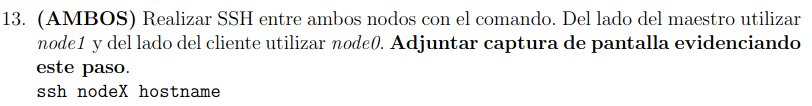 13. (AMBOS) Realizar SSH entre ambos nodos con el comando. Del lado del maestro utilizar
node1 y del lado del cliente utilizar node0. Adjuntar captura de pantalla evidenciando
este paso.
ssh nodeX hostname